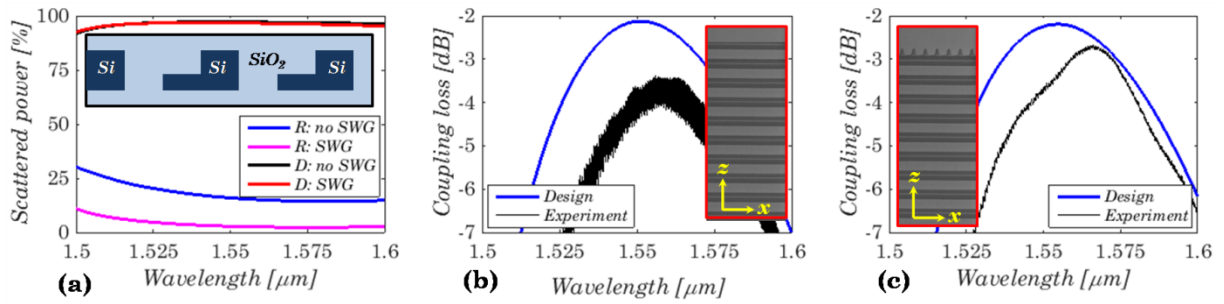 Scattered power [%]
100
75
50
25
0
Si
Si
SiO2
Si
R: no SWG
R: SWG
D: no SWG
D: SWG
1.5
1.525
1.55
1.575
1.6
Wavelength [μm]
(a)
Coupling loss [dB]
-2
-3
-4
-5
-6
-7
z
x
Design
Experiment
1.5
1.525
1.55
1.575
1.6
Wavelength [μm]
(b)
Coupling loss [dB]
-2
-3
-4
-5
-6
-7
z
x
Design
Experiment
1.5
1.525
1.55
1.575
1.6
Wavelength [μm]
(c)